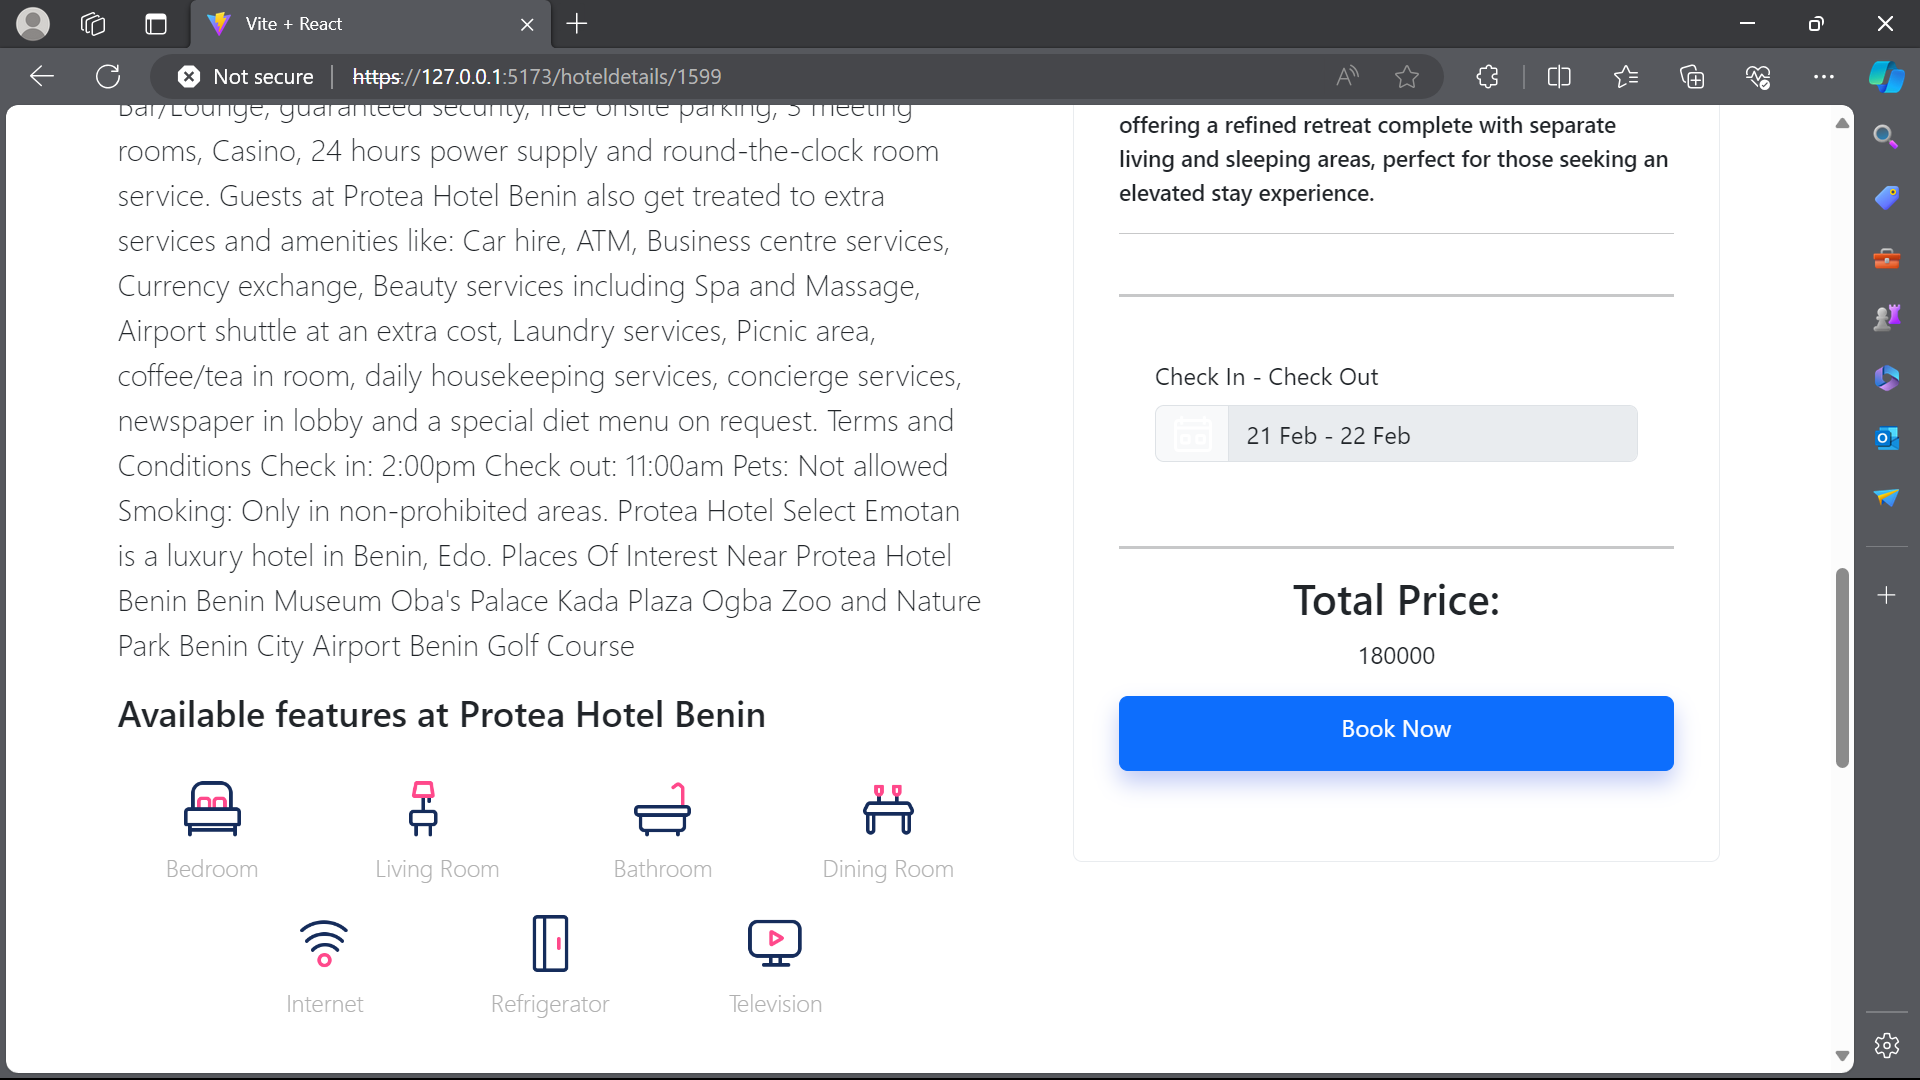 Vite + React
Not secure
https://127.0.0.1:5173/hoteldetails/1599
Bar/Lounge, guaranteed security, free onsite parking, 3 meeting
rooms, Casino, 24 hours power supply and round-the-clock room
service. Guests at Protea Hotel Benin also get treated to extra
services and amenities like: Car hire, ATM, Business centre services,
Currency exchange, Beauty services including Spa and Massage,
Airport shuttle at an extra cost, Laundry services, Picnic area,
coffee/tea in room, daily housekeeping services, concierge services,
newspaper in lobby and a special diet menu on request. Terms and
Conditions Check in: 2:00pm Check out: 11:00am Pets: Not allowed
Smoking: Only in non-prohibited areas. Protea Hotel Select Emotan
is a luxury hotel in Benin, Edo. Places Of Interest Near Protea Hotel
Benin Benin Museum Oba's Palace Kada Plaza Ogba Zoo and Nature
Park Benin City Airport Benin Golf Course
Available features at Protea Hotel Benin
Bedroom
Living Room
Bathroom
Dining Room
Internet
Refrigerator
Television
offering a refined retreat complete with separate
living and sleeping areas, perfect for those seeking an
elevated stay experience.
Check In - Check Out
21 Feb - 22 Feb
Total Price:
180000
Book Now